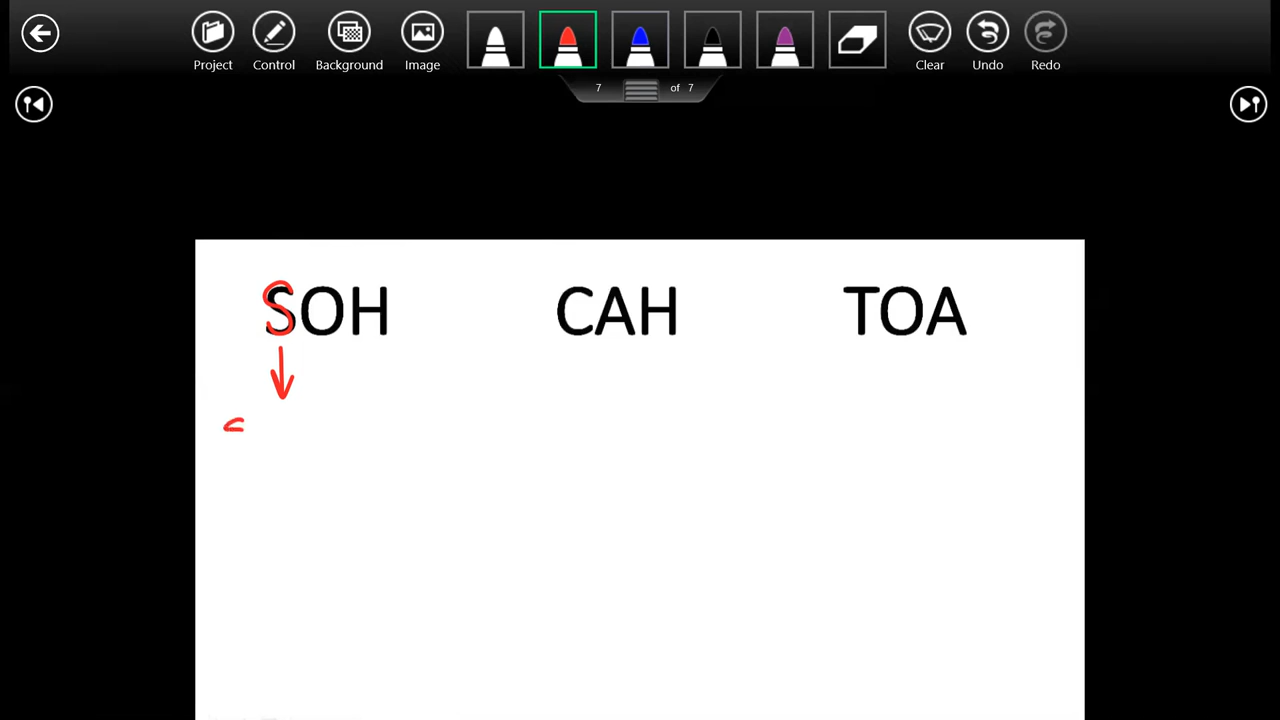 Project Control Background Image Clear Undo Redo
7 of 7
SOH CAH TOA
S